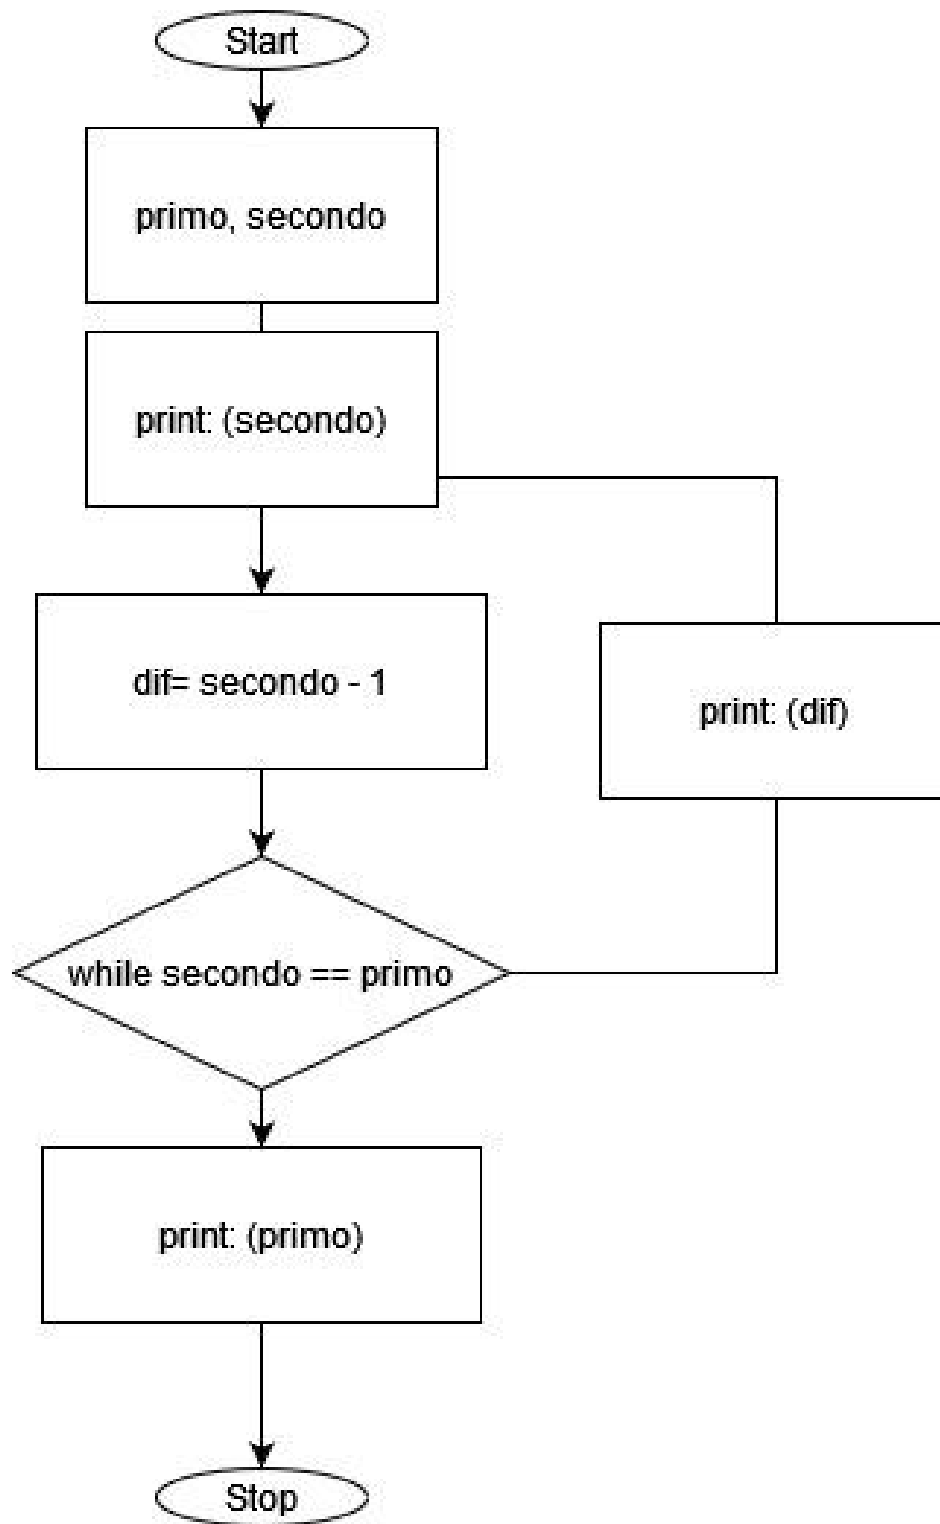 Start
primo, secondo
print: (secondo)
dif= secondo - 1
print: (dif)
while secondo == primo
print: (primo)
Stop